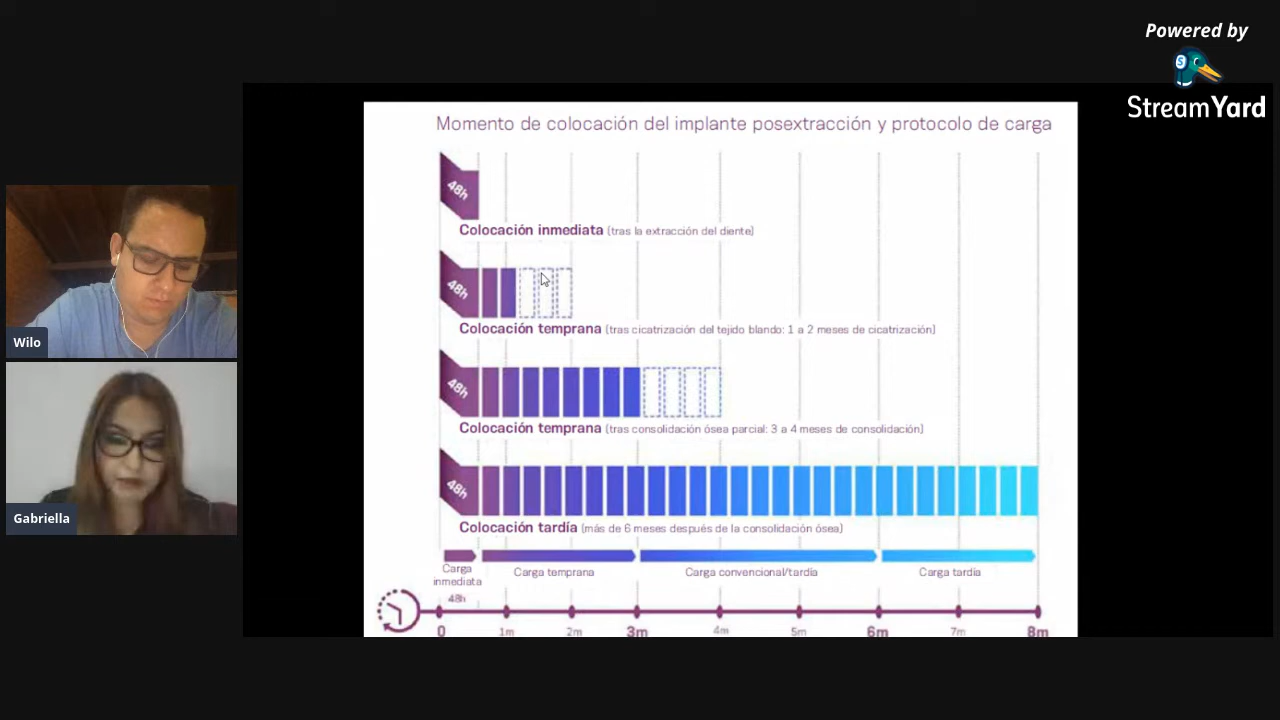 Powered by
StreamYard
Momento de colocación del implante posextracción y protocolo de carga
48h
Colocación inmediata (tras la extracción del diente)
48h
Colocación temprana (tras cicatrización del tejido blando: 1 a 2 meses de cicatrización)
48h
Colocación temprana (tras consolidación ósea parcial: 3 a 4 meses de consolidación)
48h
Colocación tardía (más de 6 meses después de la consolidación ósea)
Carga inmediata
Carga temprana
Carga convencional/tardía
Carga tardía
48h
0 1m 2m 3m 4m 5m 6m 7m 8m
Wilo
Gabriella